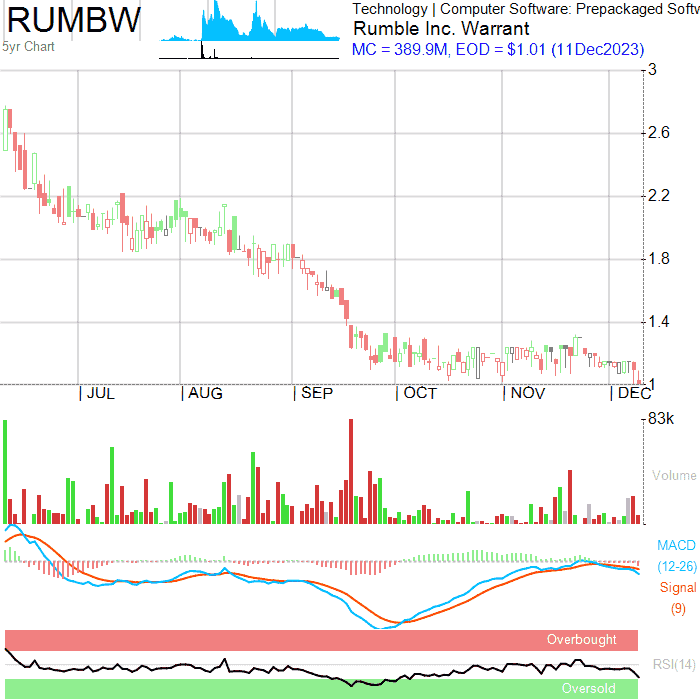 RUMBW
5yr Chart
Technology | Computer Software: Prepackaged Softw
Rumble Inc. Warrant
MC = 389.9M, EOD = $1.01 (11Dec2023)
3
2.6
2.2
1.8
1.4
1
JUL
AUG
SEP
OCT
NOV
DEC
83k
Volume
MACD
(12-26)
Signal
(9)
Overbought
RSI(14)
Oversold